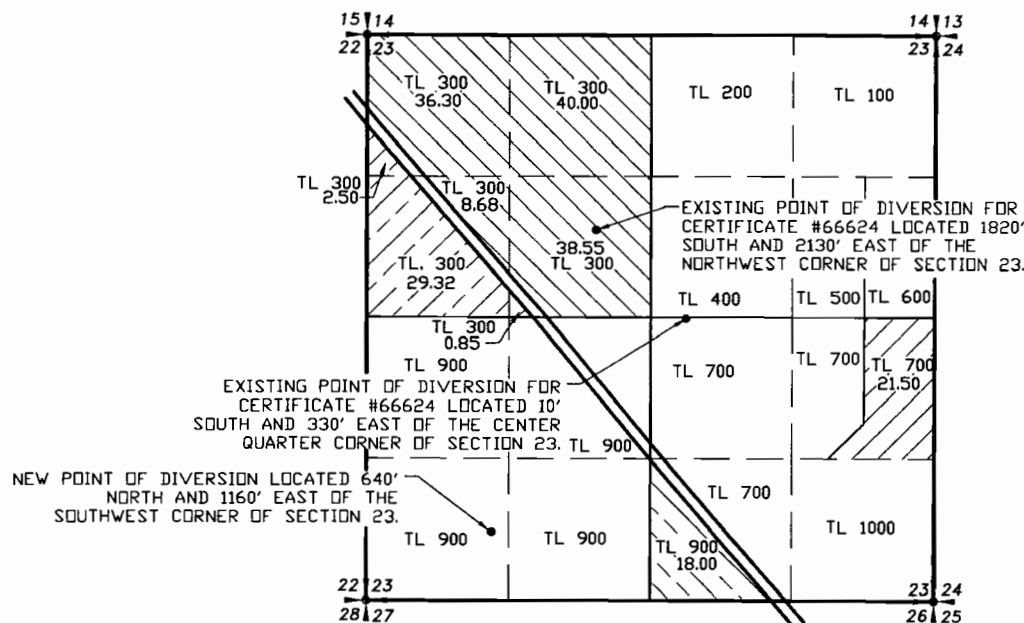 15 14
22 23
14 13
23 24
TL 300
36.30
TL 300
40.00
TL 200
TL 100
TL 300
2.50
TL 300
8.68
EXISTING POINT OF DIVERSION FOR
CERTIFICATE #66624 LOCATED 1820'
SOUTH AND 2130' EAST OF THE
NORTHWEST CORNER OF SECTION 23.
38.55
TL 300
TL. 300
29.32
TL 400
TL 500
TL 600
TL 300
0.85
TL 900
TL 700
TL 700
TL 700
21.50
EXISTING POINT OF DIVERSION FOR
CERTIFICATE #66624 LOCATED 10'
SOUTH AND 330' EAST OF THE CENTER
QUARTER CORNER OF SECTION 23.
TL 900
NEW POINT OF DIVERSION LOCATED 640'
NORTH AND 1160' EAST OF THE
SOUTHWEST CORNER OF SECTION 23.
TL 700
TL 900
TL 900
TL 900
18.00
TL 1000
22 23
28 27
23 24
26 25